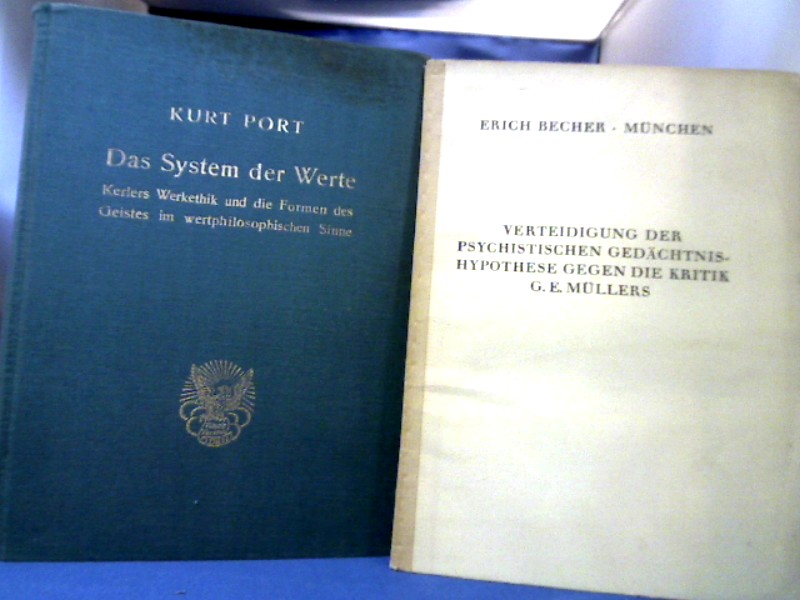 KURT PORT
Das System der Werte
Kerlers Werkethik und die Formen des
Geistes im wertphilosophischen Sinne
ERICH BECHER · MÜNCHEN
VERTEIDIGUNG DER
PSYCHISTISCHEN GEDÄCHTNIS-
HYPOTHESE GEGEN DIE KRITIK
G. E. MÜLLERS